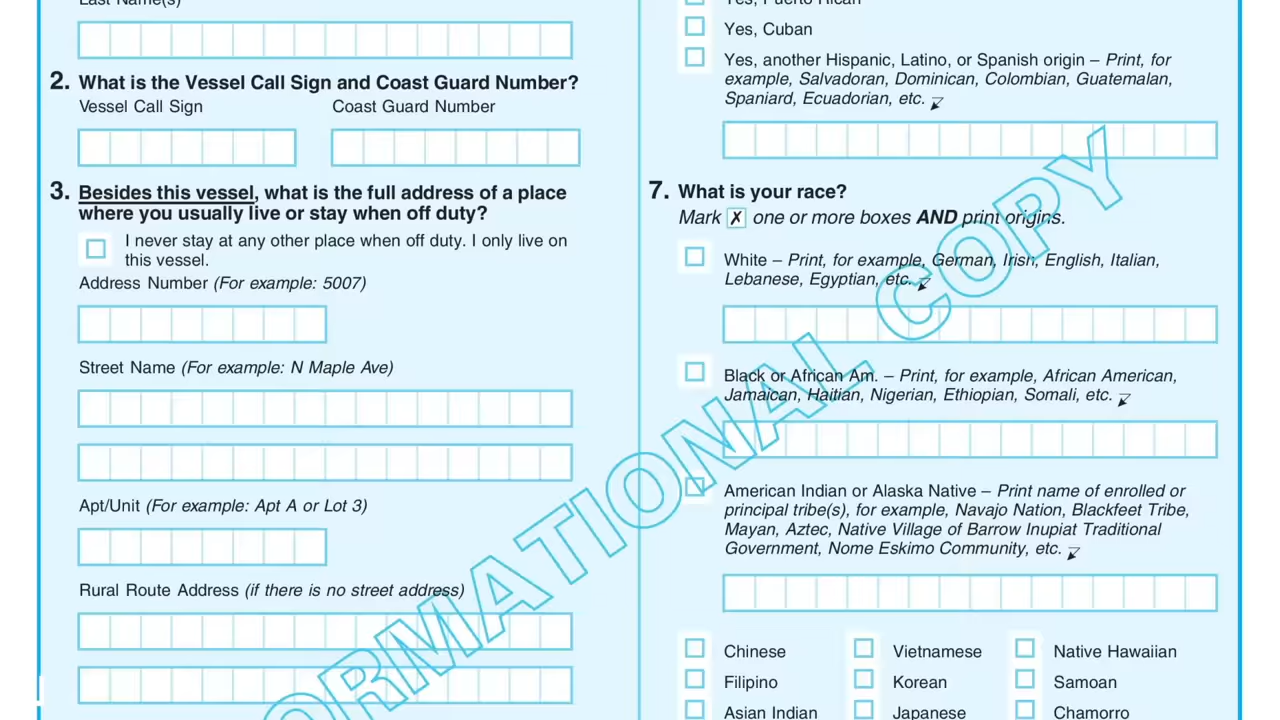 Last Name(s)
2. What is the Vessel Call Sign and Coast Guard Number?
Vessel Call Sign
Coast Guard Number
3. Besides this vessel, what is the full address of a place
where you usually live or stay when off duty?
I never stay at any other place when off duty. I only live on
this vessel.
Address Number (For example: 5007)
Street Name (For example: N Maple Ave)
Apt/Unit (For example: Apt A or Lot 3)
Rural Route Address (if there is no street address)
Yes, Puerto Rican
Yes, Cuban
Yes, another Hispanic, Latino, or Spanish origin – Print, for
example, Salvadoran, Dominican, Colombian, Guatemalan,
Spaniard, Ecuadorian, etc.
7. What is your race?
Mark ✗ one or more boxes AND print origins.
White – Print, for example, German, Irish, English, Italian,
Lebanese, Egyptian, etc.
Black or African Am. – Print, for example, African American,
Jamaican, Haitian, Nigerian, Ethiopian, Somali, etc.
American Indian or Alaska Native – Print name of enrolled or
principal tribe(s), for example, Navajo Nation, Blackfeet Tribe,
Mayan, Aztec, Native Village of Barrow Inupiat Traditional
Government, Nome Eskimo Community, etc.
Chinese
Vietnamese
Native Hawaiian
Filipino
Korean
Samoan
Asian Indian
Japanese
Chamorro
ORMATIONAL COPY